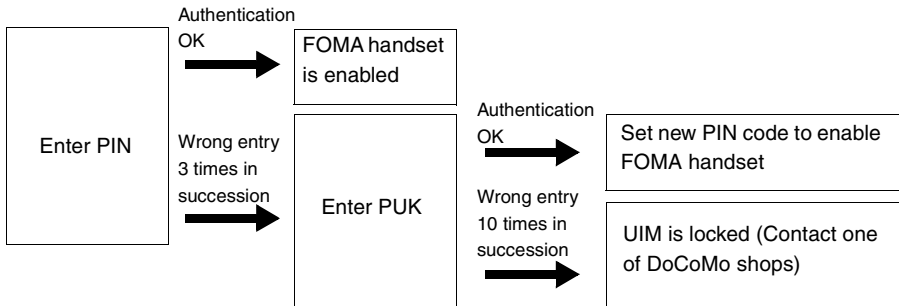 Authentication
OK
FOMA handset
is enabled
Enter PIN
Wrong entry
3 times in
succession
Enter PUK
Authentication
OK
Set new PIN code to enable
FOMA handset
Wrong entry
10 times in
succession
UIM is locked (Contact one
of DoCoMo shops)